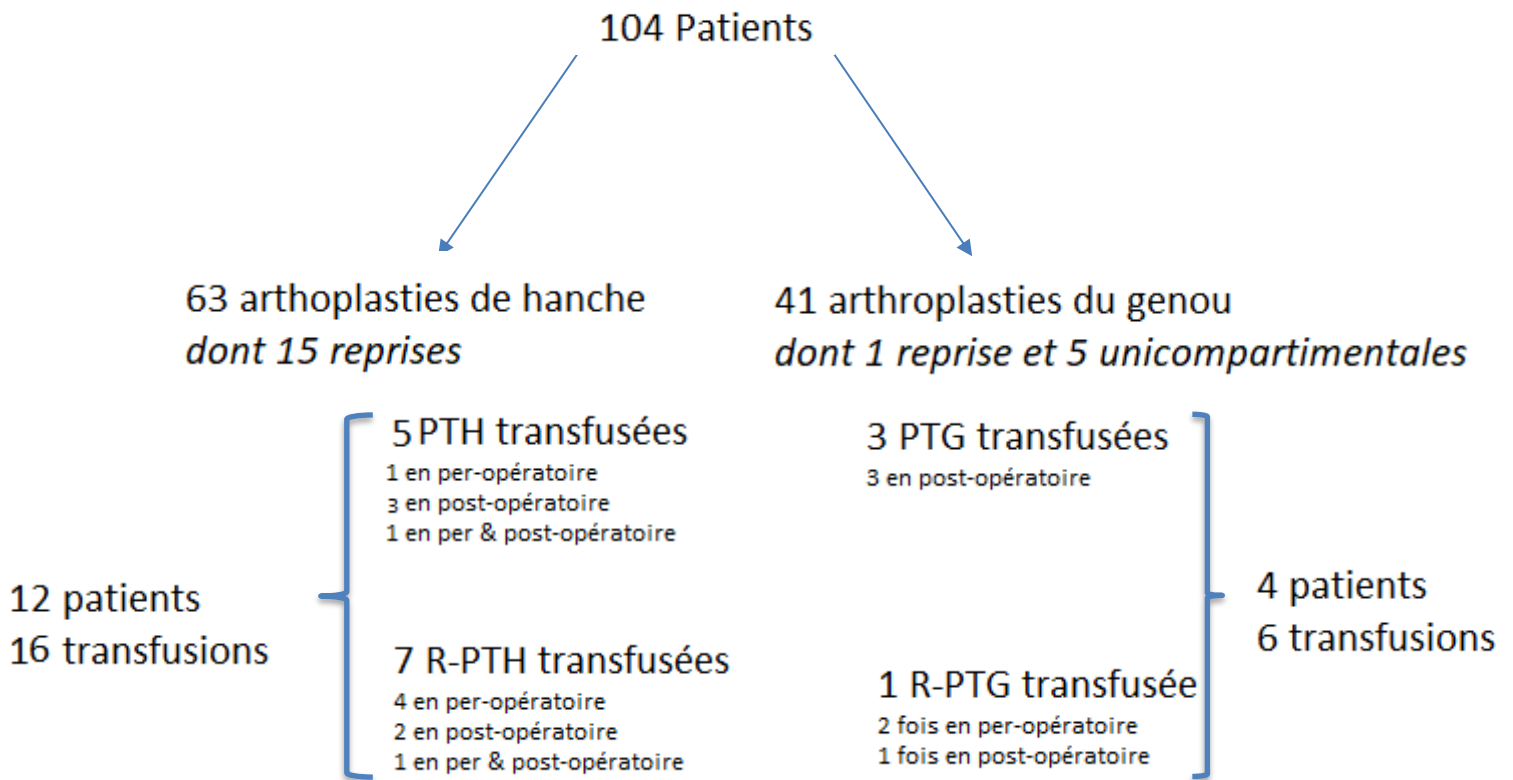 104 Patients
63 arthoplasties de hanche
dont 15 reprises
41 arthroplasties du genou
dont 1 reprise et 5 unicompartimentales
5 PTH transfusées
1 en per-opératoire
3 en post-opératoire
1 en per & post-opératoire
3 PTG transfusées
3 en post-opératoire
12 patients
16 transfusions
4 patients
6 transfusions
7 R-PTH transfusées
4 en per-opératoire
2 en post-opératoire
1 en per & post-opératoire
1 R-PTG transfusée
2 fois en per-opératoire
1 fois en post-opératoire